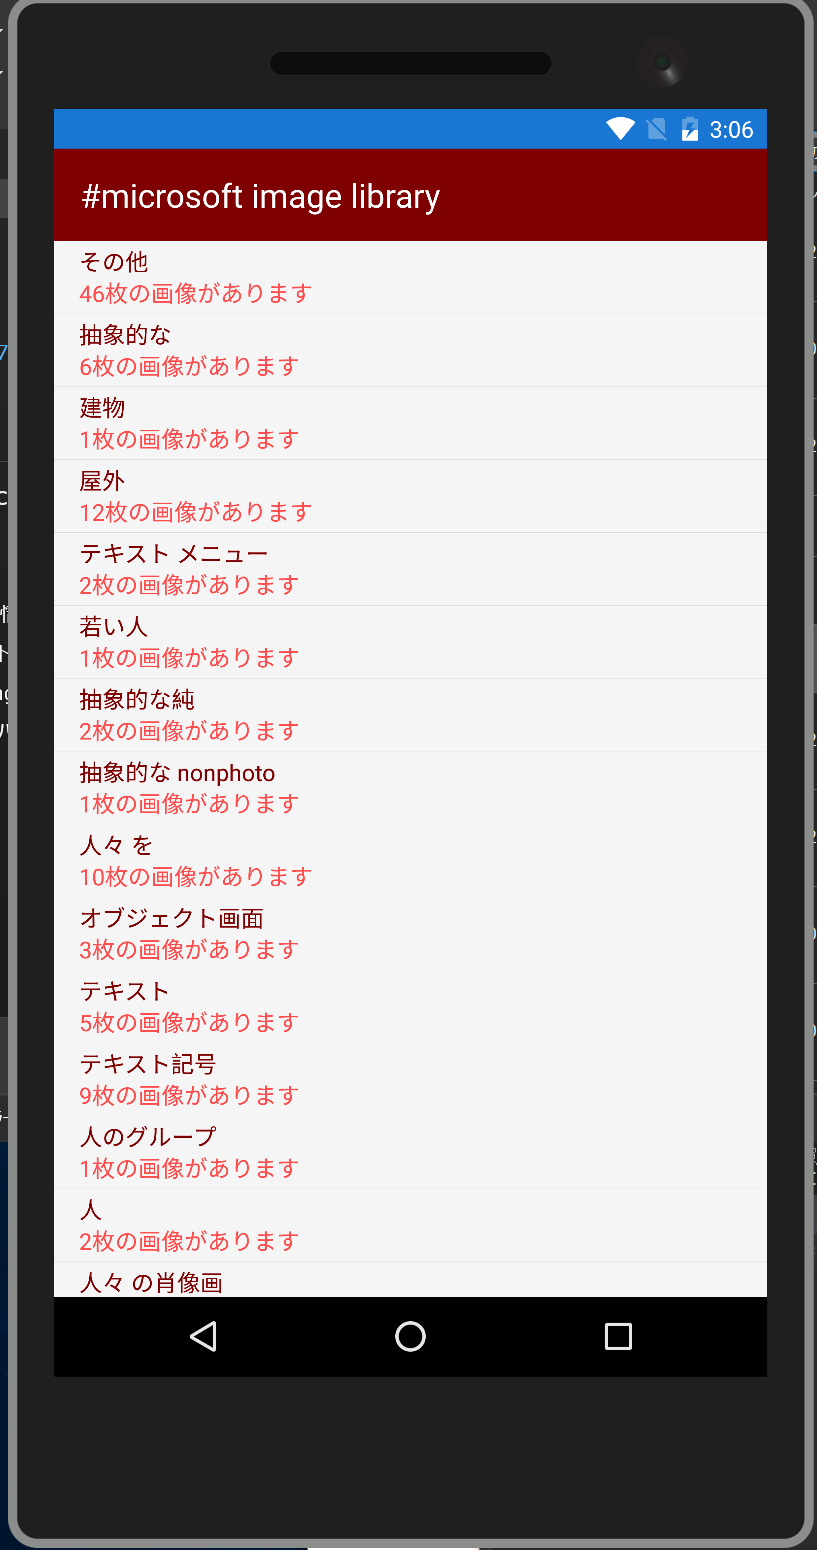 3:06
#microsoft image library
その他
46枚の画像があります
抽象的な
6枚の画像があります
建物
1枚の画像があります
屋外
12枚の画像があります
テキスト メニュー
2枚の画像があります
若い人
1枚の画像があります
抽象的な純
2枚の画像があります
抽象的な nonphoto
1枚の画像があります
人々 を
10枚の画像があります
オブジェクト画面
3枚の画像があります
テキスト
5枚の画像があります
テキスト記号
9枚の画像があります
人のグループ
1枚の画像があります
人
2枚の画像があります
人々 の肖像画